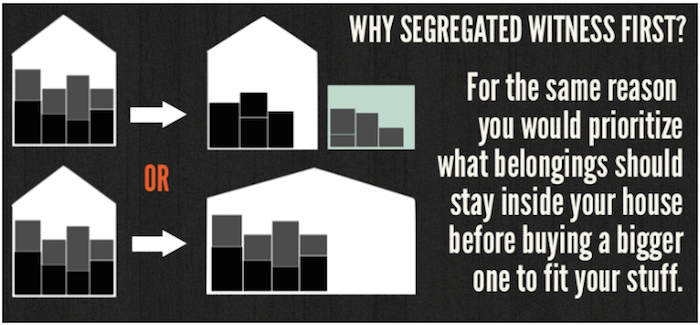 WHY SEGREGATED WITNESS FIRST?
For the same reason
you would prioritize
what belongings should
stay inside your house
before buying a bigger
one to fit your stuff.
OR